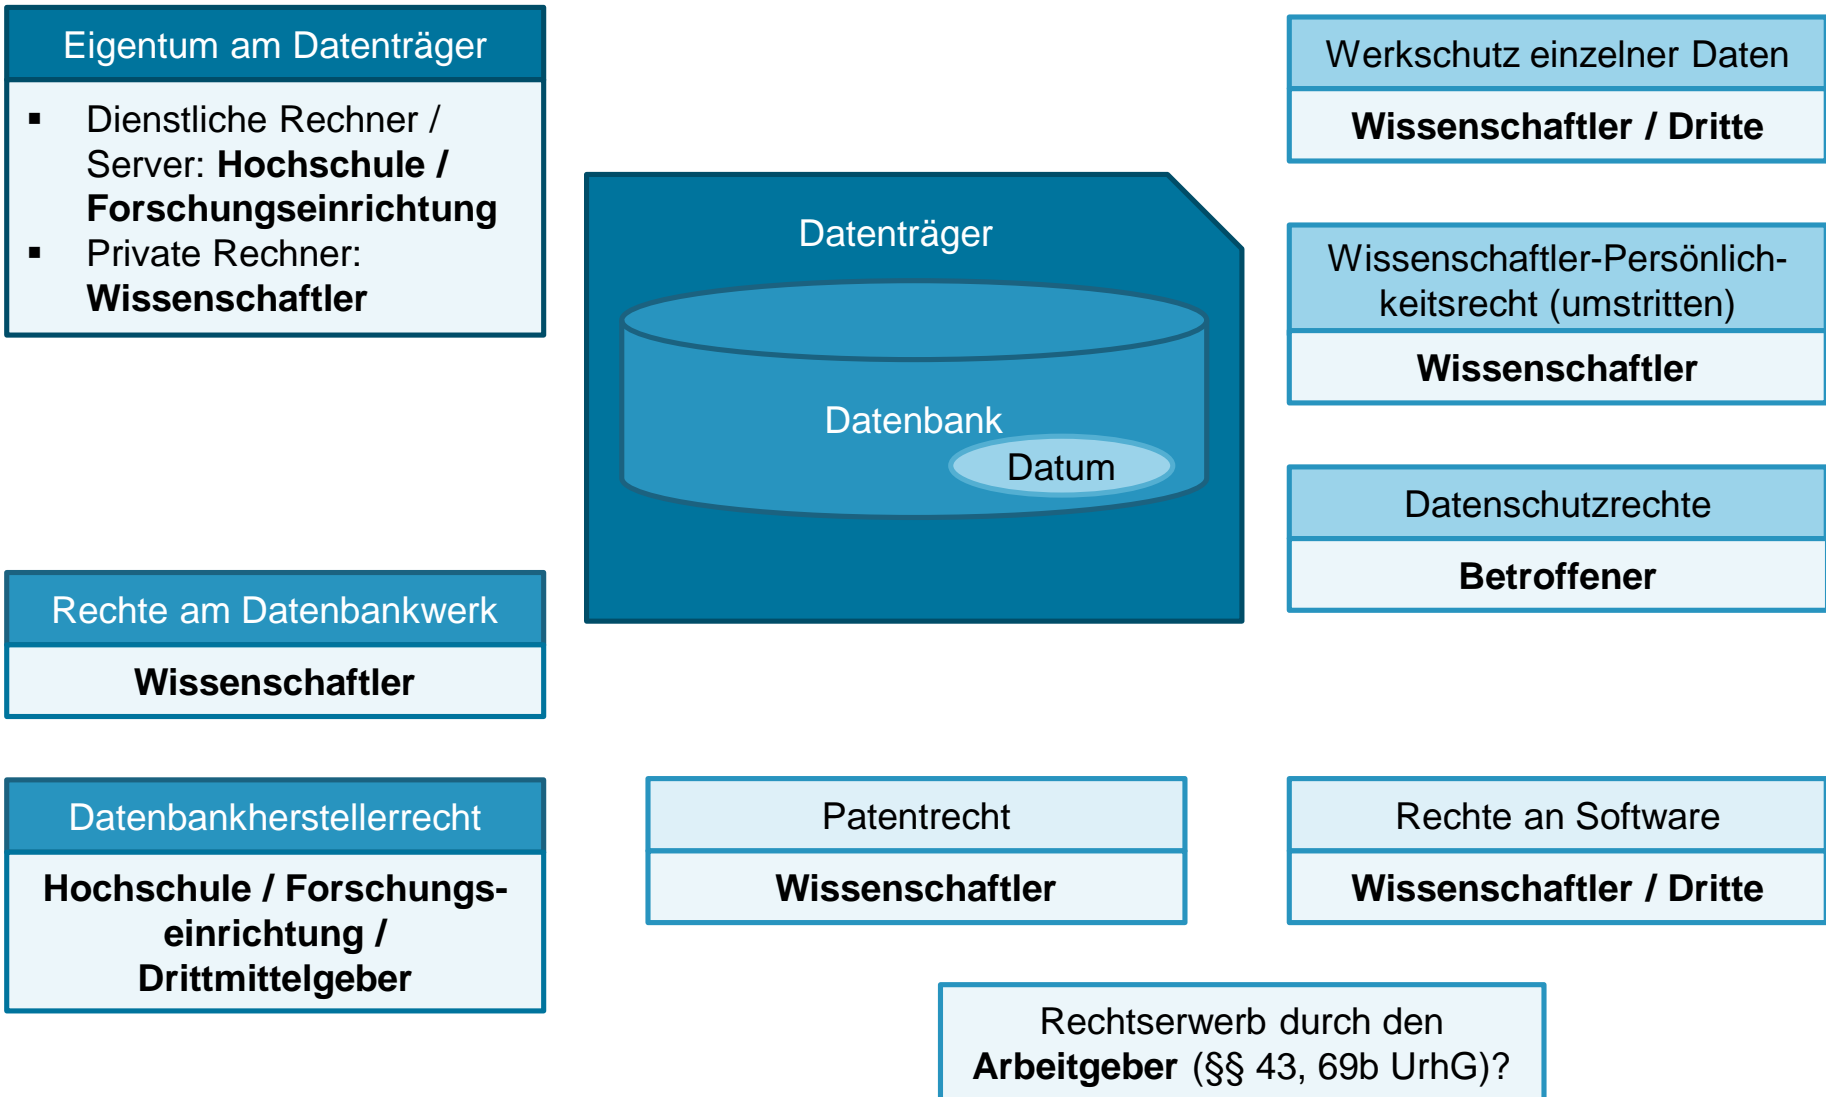 Eigentum am Datenträger
▪ Dienstliche Rechner /
Server: Hochschule /
Forschungseinrichtung
▪ Private Rechner:
Wissenschaftler
Rechte am Datenbankwerk
Wissenschaftler
Datenbankherstellerrecht
Hochschule / Forschungs-
einrichtung /
Drittmittelgeber
Datenträger
Datenbank
Datum
Patentrecht
Wissenschaftler
Werkschutz einzelner Daten
Wissenschaftler / Dritte
Wissenschaftler-Persönlich-
keitsrecht (umstritten)
Wissenschaftler
Datenschutzrechte
Betroffener
Rechte an Software
Wissenschaftler / Dritte
Rechtserwerb durch den
Arbeitgeber (§§ 43, 69b UrhG)?